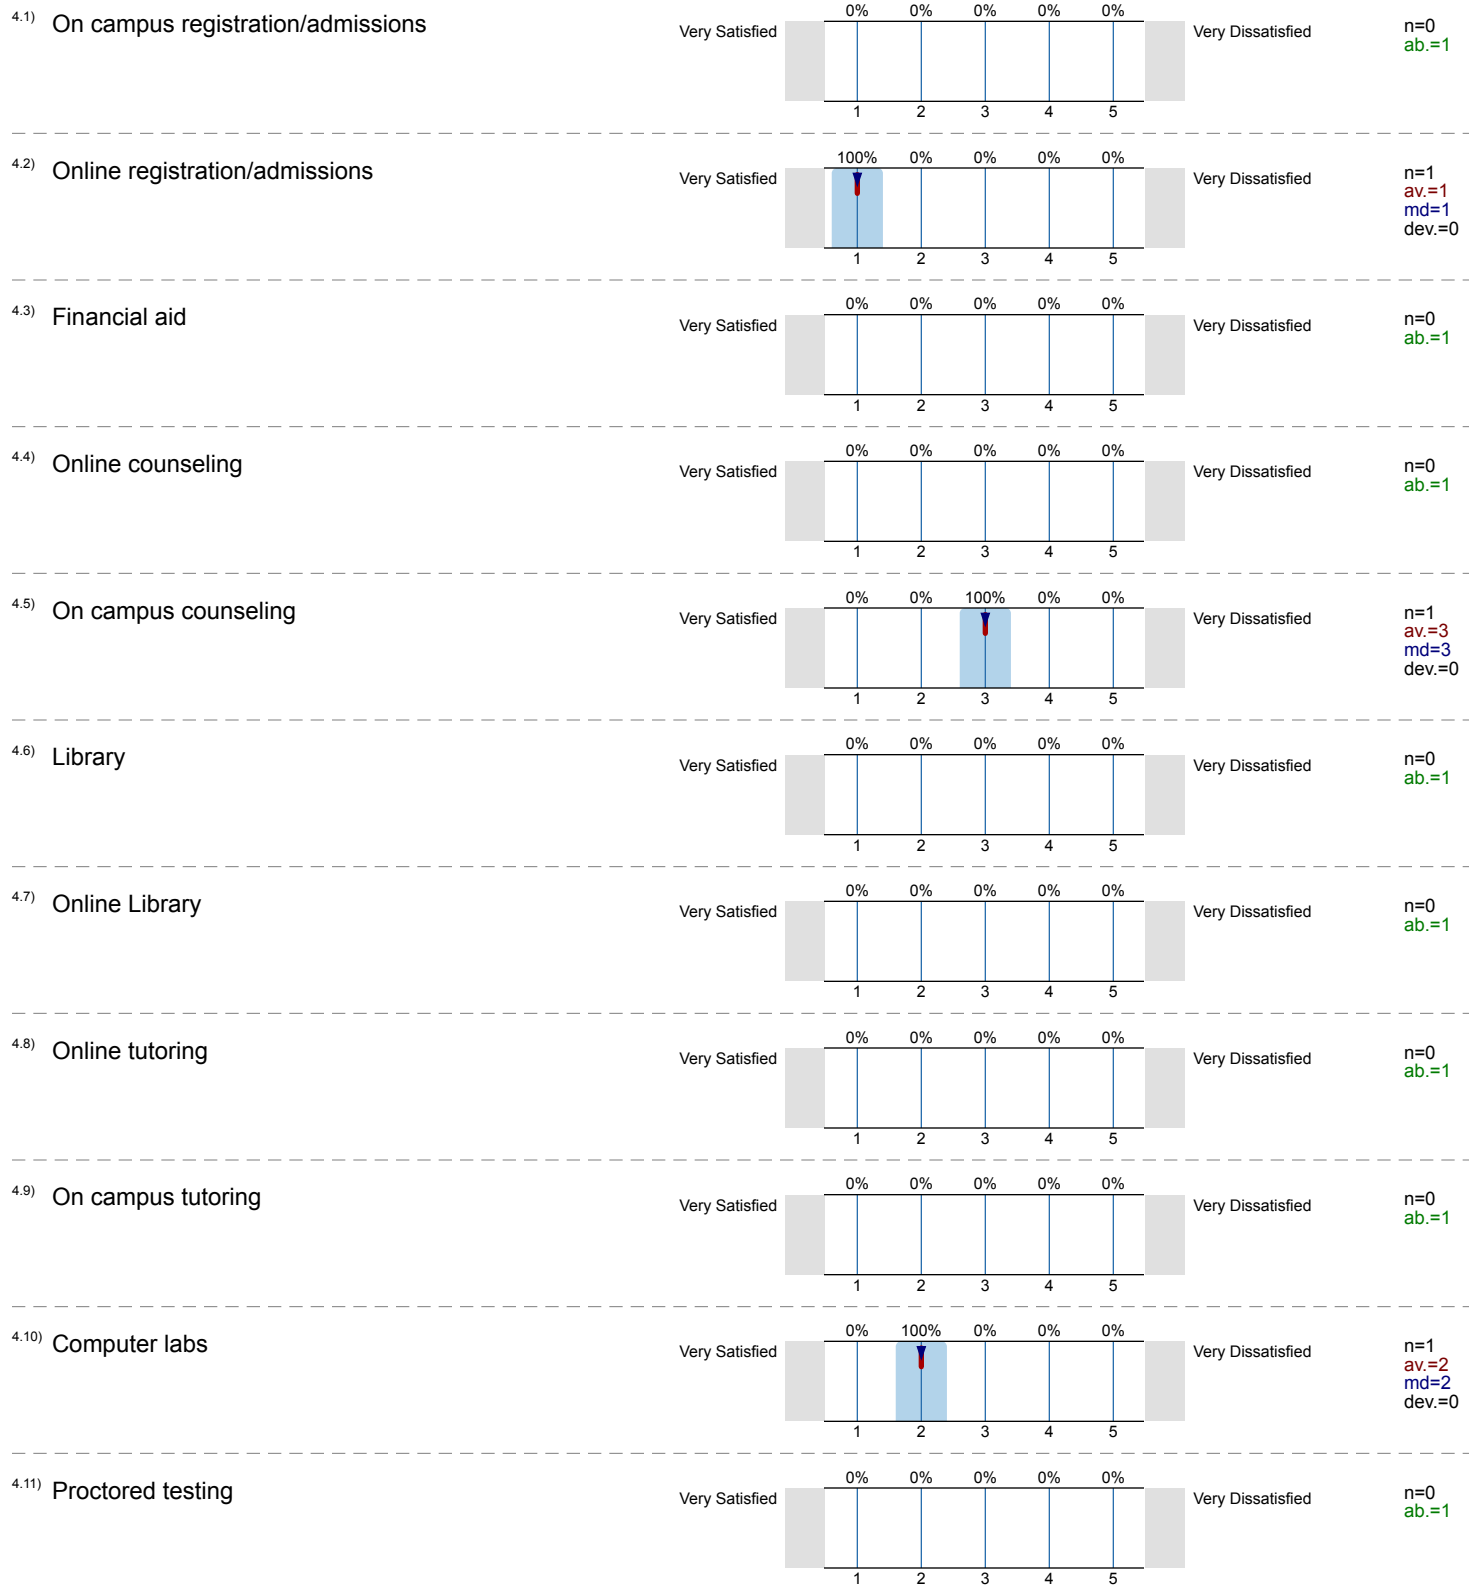 4.1) On campus registration/admissions
Very Satisfied 0% 0% 0% 0% 0% Very Dissatisfied n=0
ab.=1
1 2 3 4 5
4.2) Online registration/admissions
Very Satisfied 100% 0% 0% 0% 0% Very Dissatisfied n=1
av.=1
md=1
dev.=0
1 2 3 4 5
4.3) Financial aid
Very Satisfied 0% 0% 0% 0% 0% Very Dissatisfied n=0
ab.=1
1 2 3 4 5
4.4) Online counseling
Very Satisfied 0% 0% 0% 0% 0% Very Dissatisfied n=0
ab.=1
1 2 3 4 5
4.5) On campus counseling
Very Satisfied 0% 0% 100% 0% 0% Very Dissatisfied n=1
av.=3
md=3
dev.=0
1 2 3 4 5
4.6) Library
Very Satisfied 0% 0% 0% 0% 0% Very Dissatisfied n=0
ab.=1
1 2 3 4 5
4.7) Online Library
Very Satisfied 0% 0% 0% 0% 0% Very Dissatisfied n=0
ab.=1
1 2 3 4 5
4.8) Online tutoring
Very Satisfied 0% 0% 0% 0% 0% Very Dissatisfied n=0
ab.=1
1 2 3 4 5
4.9) On campus tutoring
Very Satisfied 0% 0% 0% 0% 0% Very Dissatisfied n=0
ab.=1
1 2 3 4 5
4.10) Computer labs
Very Satisfied 0% 100% 0% 0% 0% Very Dissatisfied n=1
av.=2
md=2
dev.=0
1 2 3 4 5
4.11) Proctored testing
Very Satisfied 0% 0% 0% 0% 0% Very Dissatisfied n=0
ab.=1
1 2 3 4 5